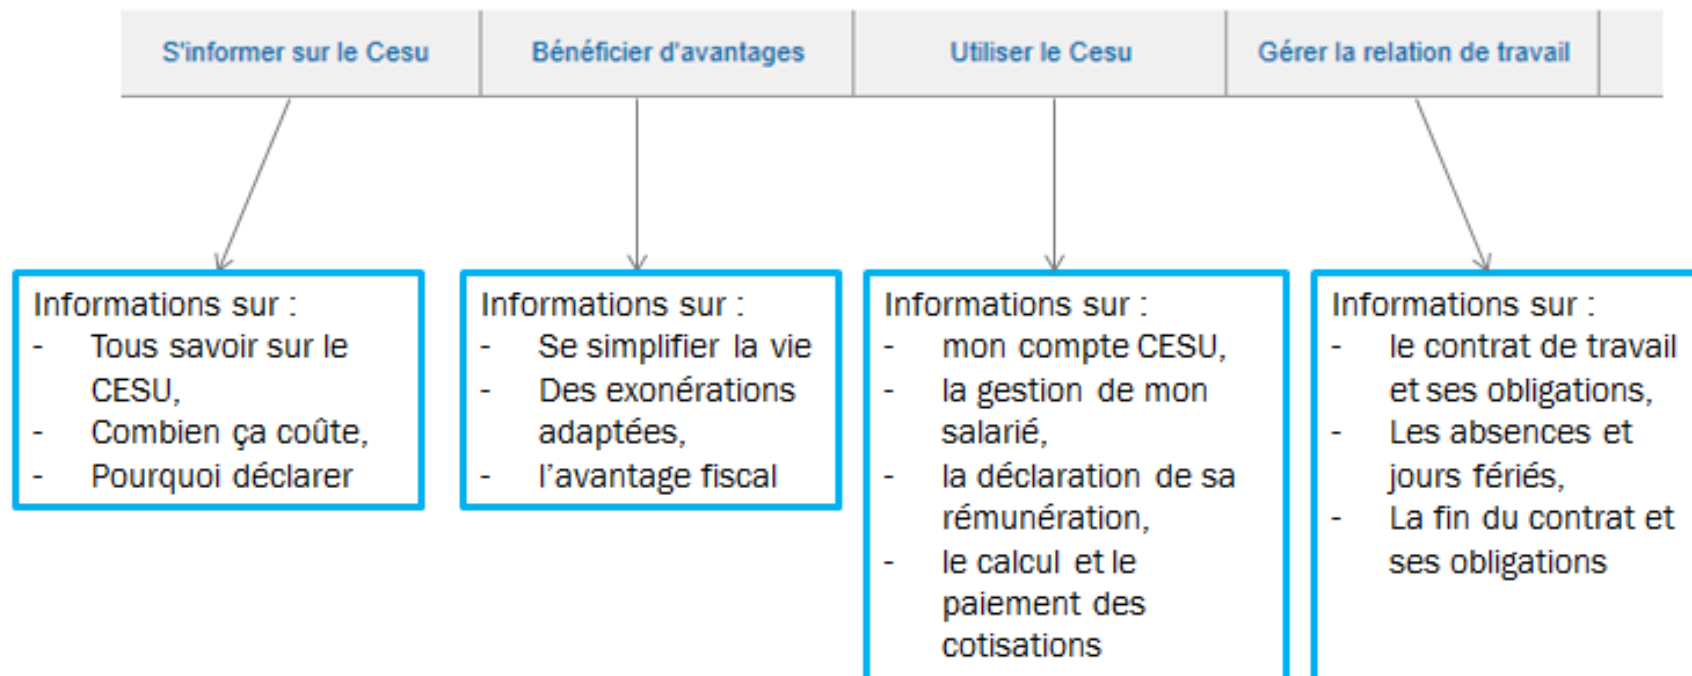 S'informer sur le Cesu
Bénéficier d'avantages
Utiliser le Cesu
Gérer la relation de travail
Informations sur :
- Tous savoir sur le
CESU,
- Combien ça coûte,
- Pourquoi déclarer
Informations sur :
- Se simplifier la vie
- Des exonérations
adaptées,
- l'avantage fiscal
Informations sur :
- mon compte CESU,
- la gestion de mon
salarié,
- la déclaration de sa
rémunération,
- le calcul et le
paiement des
cotisations
Informations sur :
- le contrat de travail
et ses obligations,
- Les absences et
jours fériés,
- La fin du contrat et
ses obligations